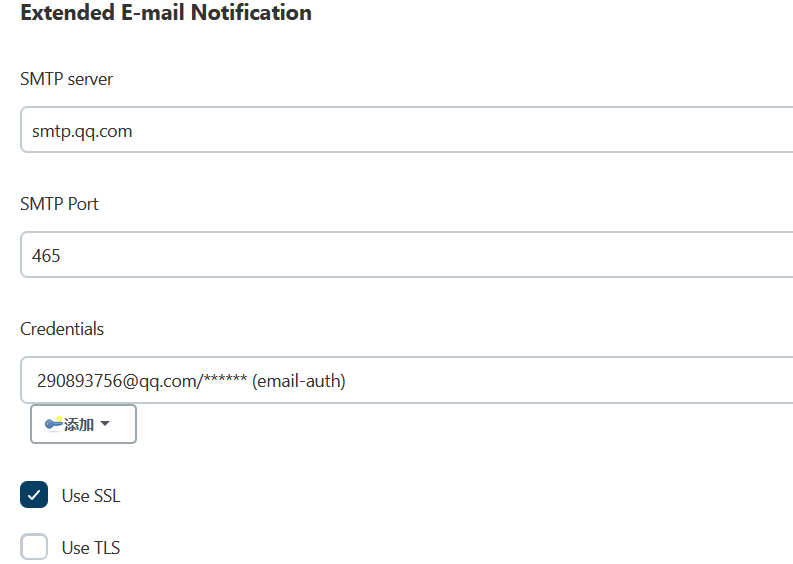 Extended E-mail Notification
SMTP server
smtp.qq.com
SMTP Port
465
Credentials
290893756@qq.com/****** (email-auth)
添加
Use SSL
Use TLS